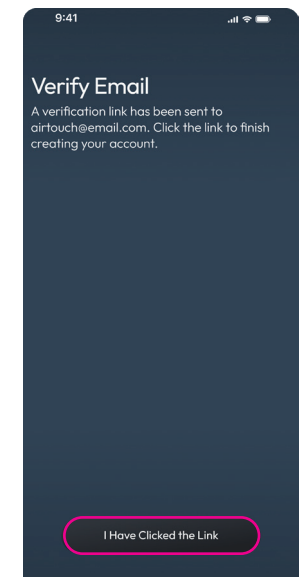 9:41
Verify Email
A verification link has been sent to
airtouch@email.com. Click the link to finish
creating your account.
I Have Clicked the Link